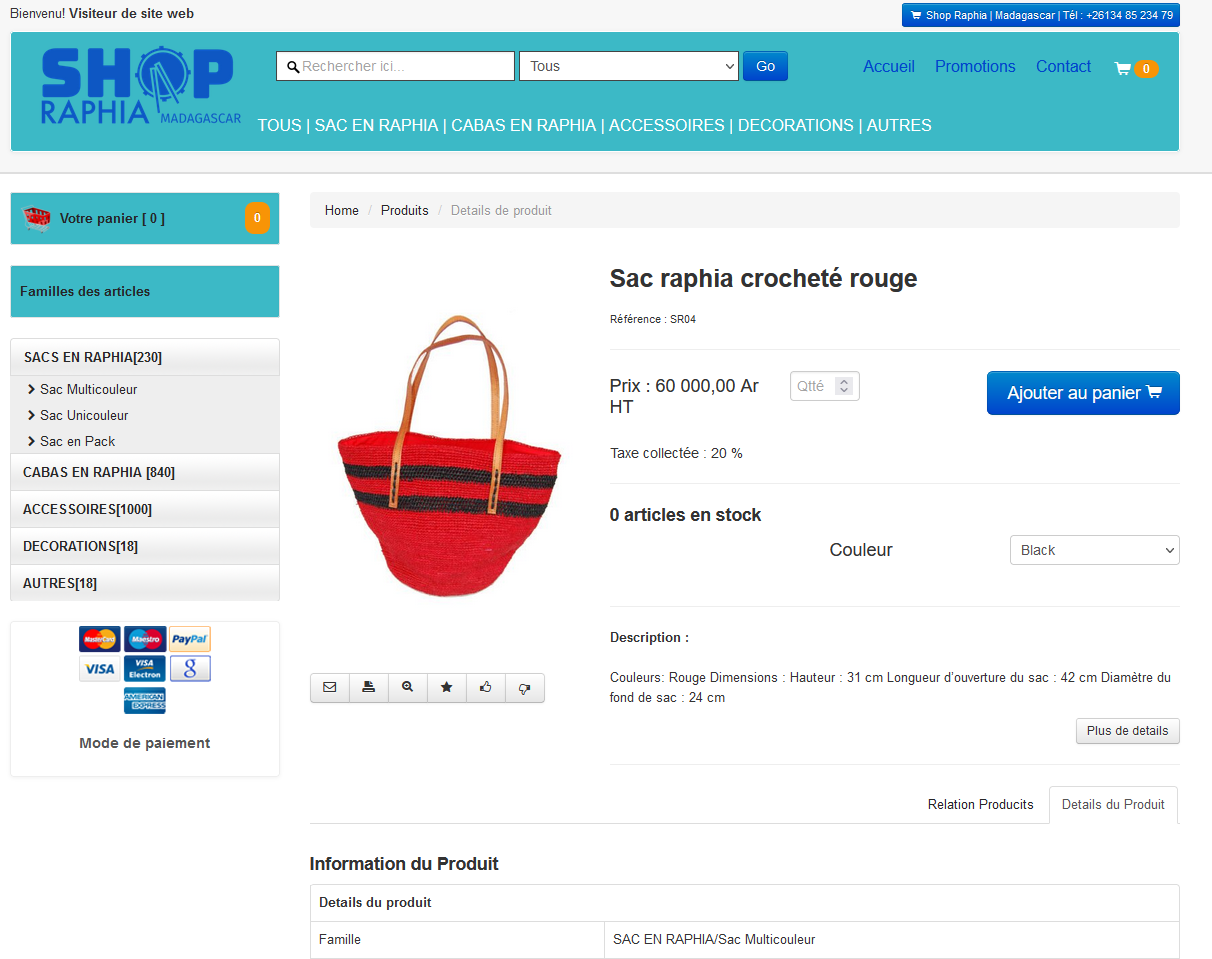 Bienvenu! Visiteur de site web
Shop Raphia | Madagascar | Tél : +26134 85 234 79
SHOP
RAPHIA MADAGASCAR
Rechercher ici...
Tous
Go
Accueil
Promotions
Contact
0
TOUS | SAC EN RAPHIA | CABAS EN RAPHIA | ACCESSOIRES | DECORATIONS | AUTRES
Votre panier [ 0 ]
0
Familles des articles
SACS EN RAPHIA[230]
Sac Multicouleur
Sac Unicouleur
Sac en Pack
CABAS EN RAPHIA [840]
ACCESSOIRES[1000]
DECORATIONS[18]
AUTRES[18]
MasterCard
Maestro
PayPal
VISA
VISA
Electron
g
AMERICAN
EXPRESS
Mode de paiement
Home / Produits / Details de produit
Sac raphia crocheté rouge
Référence : SR04
Prix : 60 000,00 Ar
HT
Qtté
Ajouter au panier
Taxe collectée : 20 %
0 articles en stock
Couleur
Black
Description :
Couleurs: Rouge Dimensions : Hauteur : 31 cm Longueur d’ouverture du sac : 42 cm Diamètre du
fond de sac : 24 cm
Plus de details
Relation Producits
Details du Produit
Information du Produit
Details du produit
Famille
SAC EN RAPHIA/Sac Multicouleur